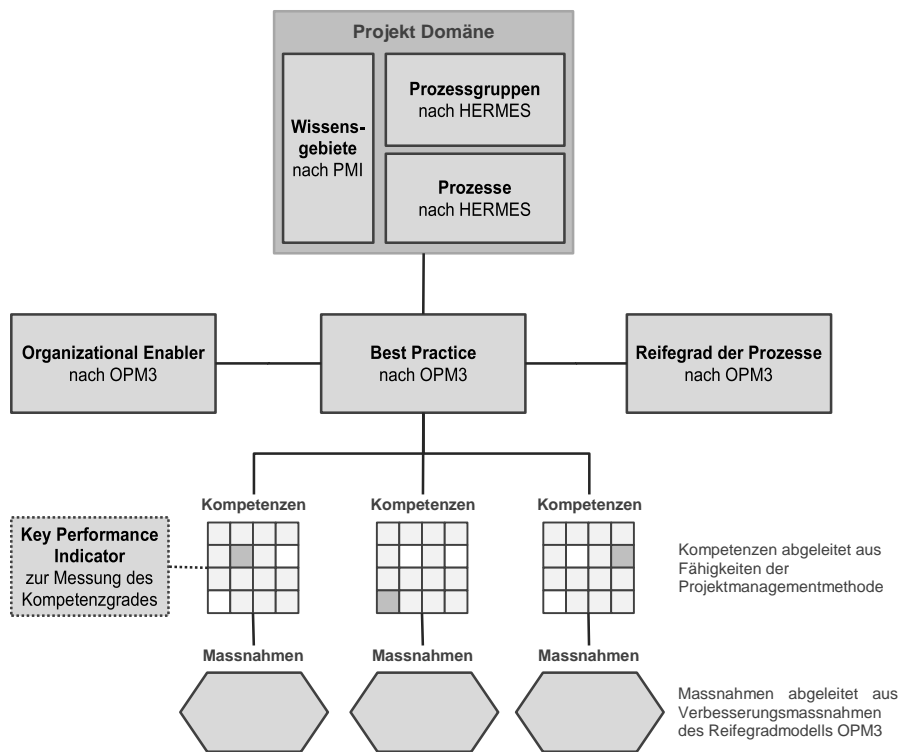 Projekt Domäne
Wissens-
gebiete
nach PMI
Prozessgruppen
nach HERMES
Prozesse
nach HERMES
Organizational Enabler
nach OPM3
Best Practice
nach OPM3
Reifegrad der Prozesse
nach OPM3
Kompetenzen
Kompetenzen
Kompetenzen
Key Performance
Indicator
zur Messung des
Kompetenzgrades
Kompetenzen abgeleitet aus
Fähigkeiten der
Projektmanagementmethode
Massnahmen
Massnahmen
Massnahmen
Massnahmen abgeleitet aus
Verbesserungsmassnahmen
des Reifegradmodells OPM3